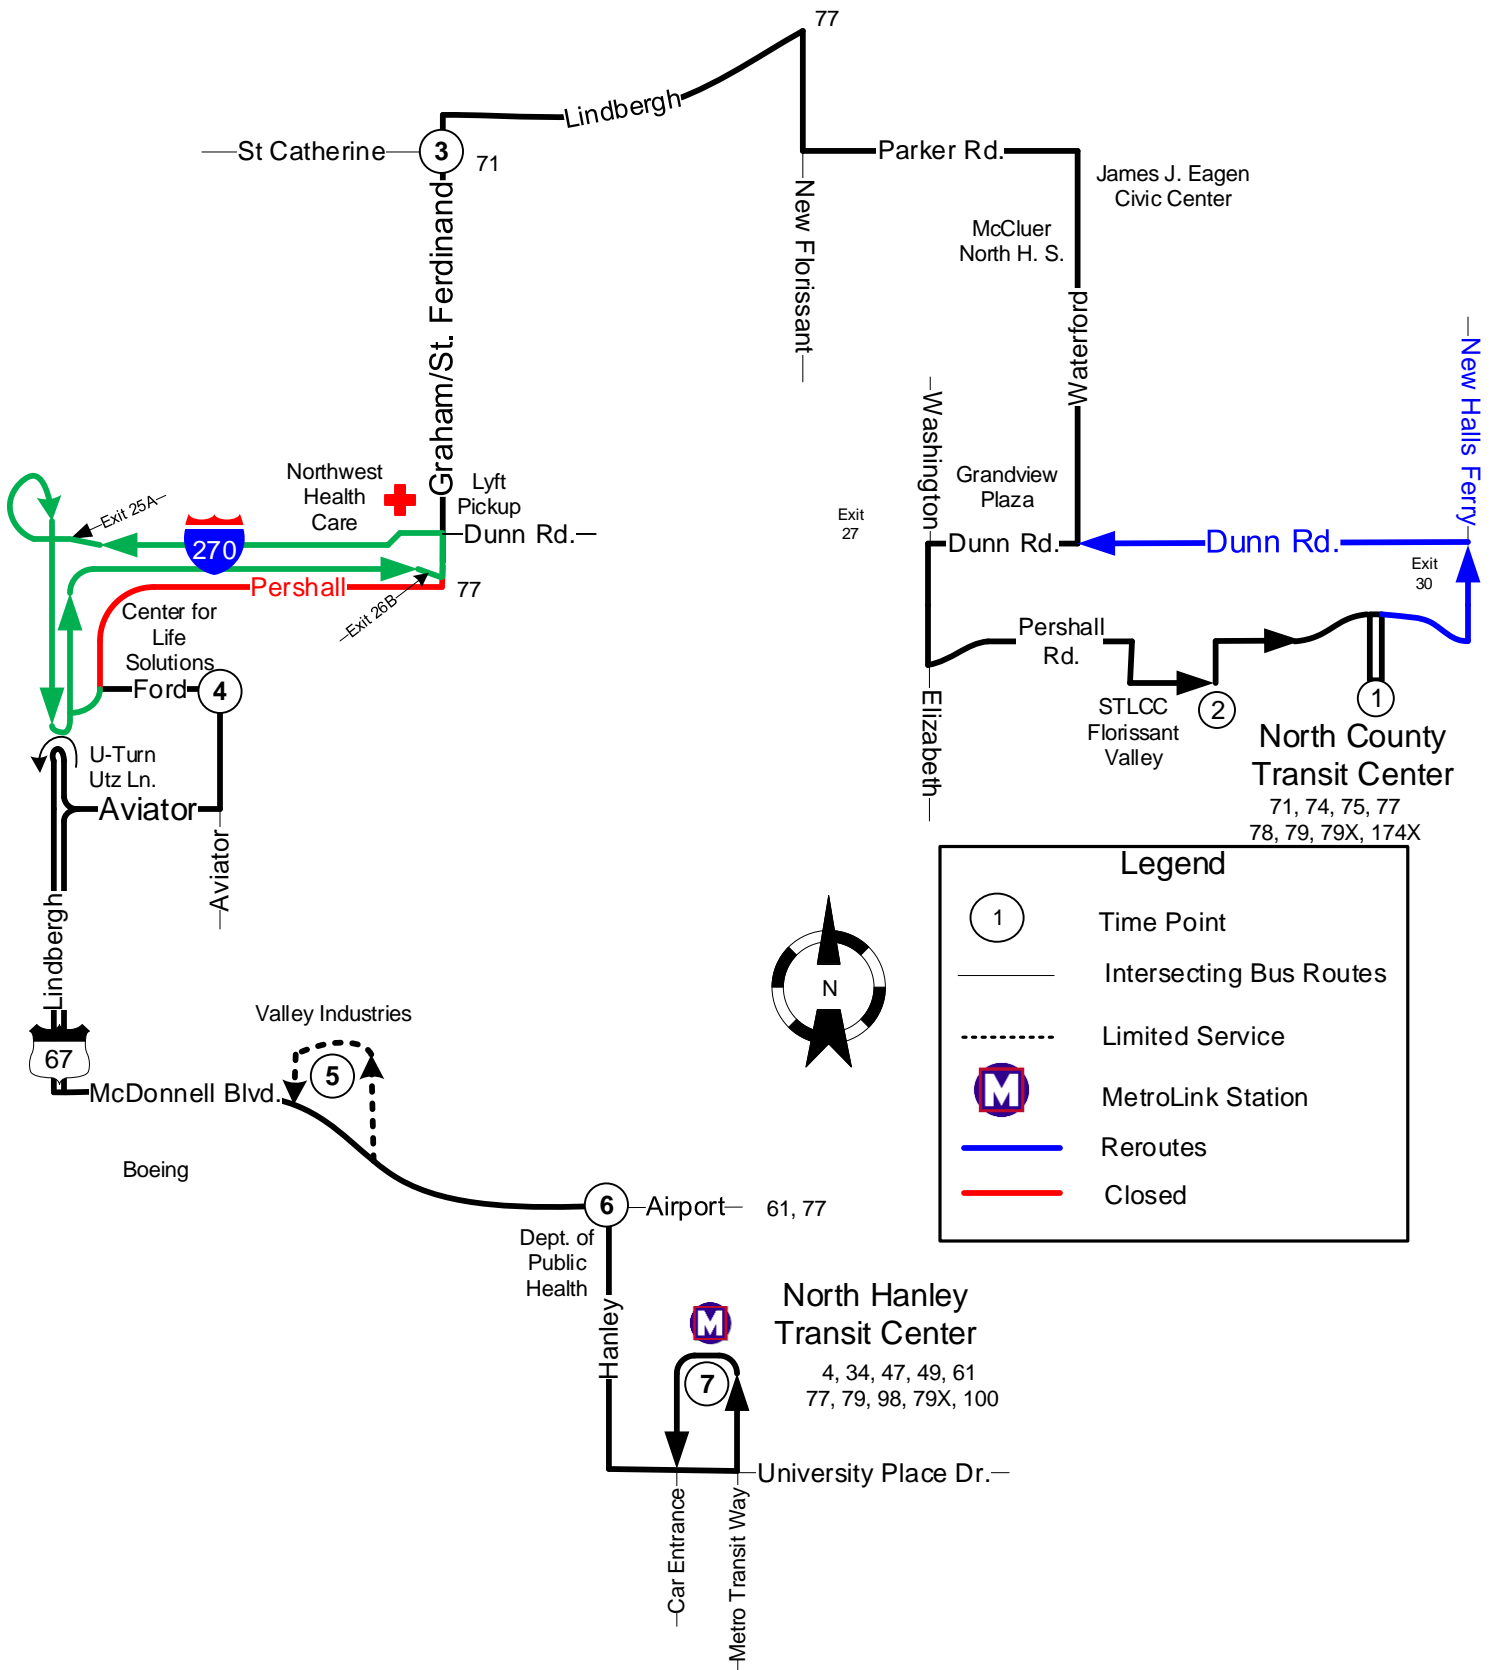 77
Lindbergh
St Catherine
3
71
Parker Rd.
James J. Eagen
Civic Center
New Florissant
McCluer
North H. S.
Graham/St. Ferdinand
Waterford
New Halls Ferry
Washington
Northwest
Health
Care
Lyft
Pickup
Grandview
Plaza
Exit 25A
Exit
27
Dunn Rd.
Dunn Rd.
Dunn Rd.
270
Exit
30
Pershall
77
Exit 26B
Center for
Life
Solutions
Pershall
Rd.
Ford
4
STLCC
Florissant
Valley
2
1
Elizabeth
North County
Transit Center
71, 74, 75, 77
78, 79, 79X, 174X
U-Turn
Utz Ln.
Aviator
Aviator
Lindbergh
67
Legend
1
Time Point
Intersecting Bus Routes
Limited Service
M
MetroLink Station
Reroutes
Closed
N
Valley Industries
5
McDonnell Blvd.
Boeing
6
Airport
61, 77
Dept. of
Public
Health
Hanley
M
North Hanley
Transit Center
4, 34, 47, 49, 61
77, 79, 98, 79X, 100
7
University Place Dr.
Car Entrance
Metro Transit Way